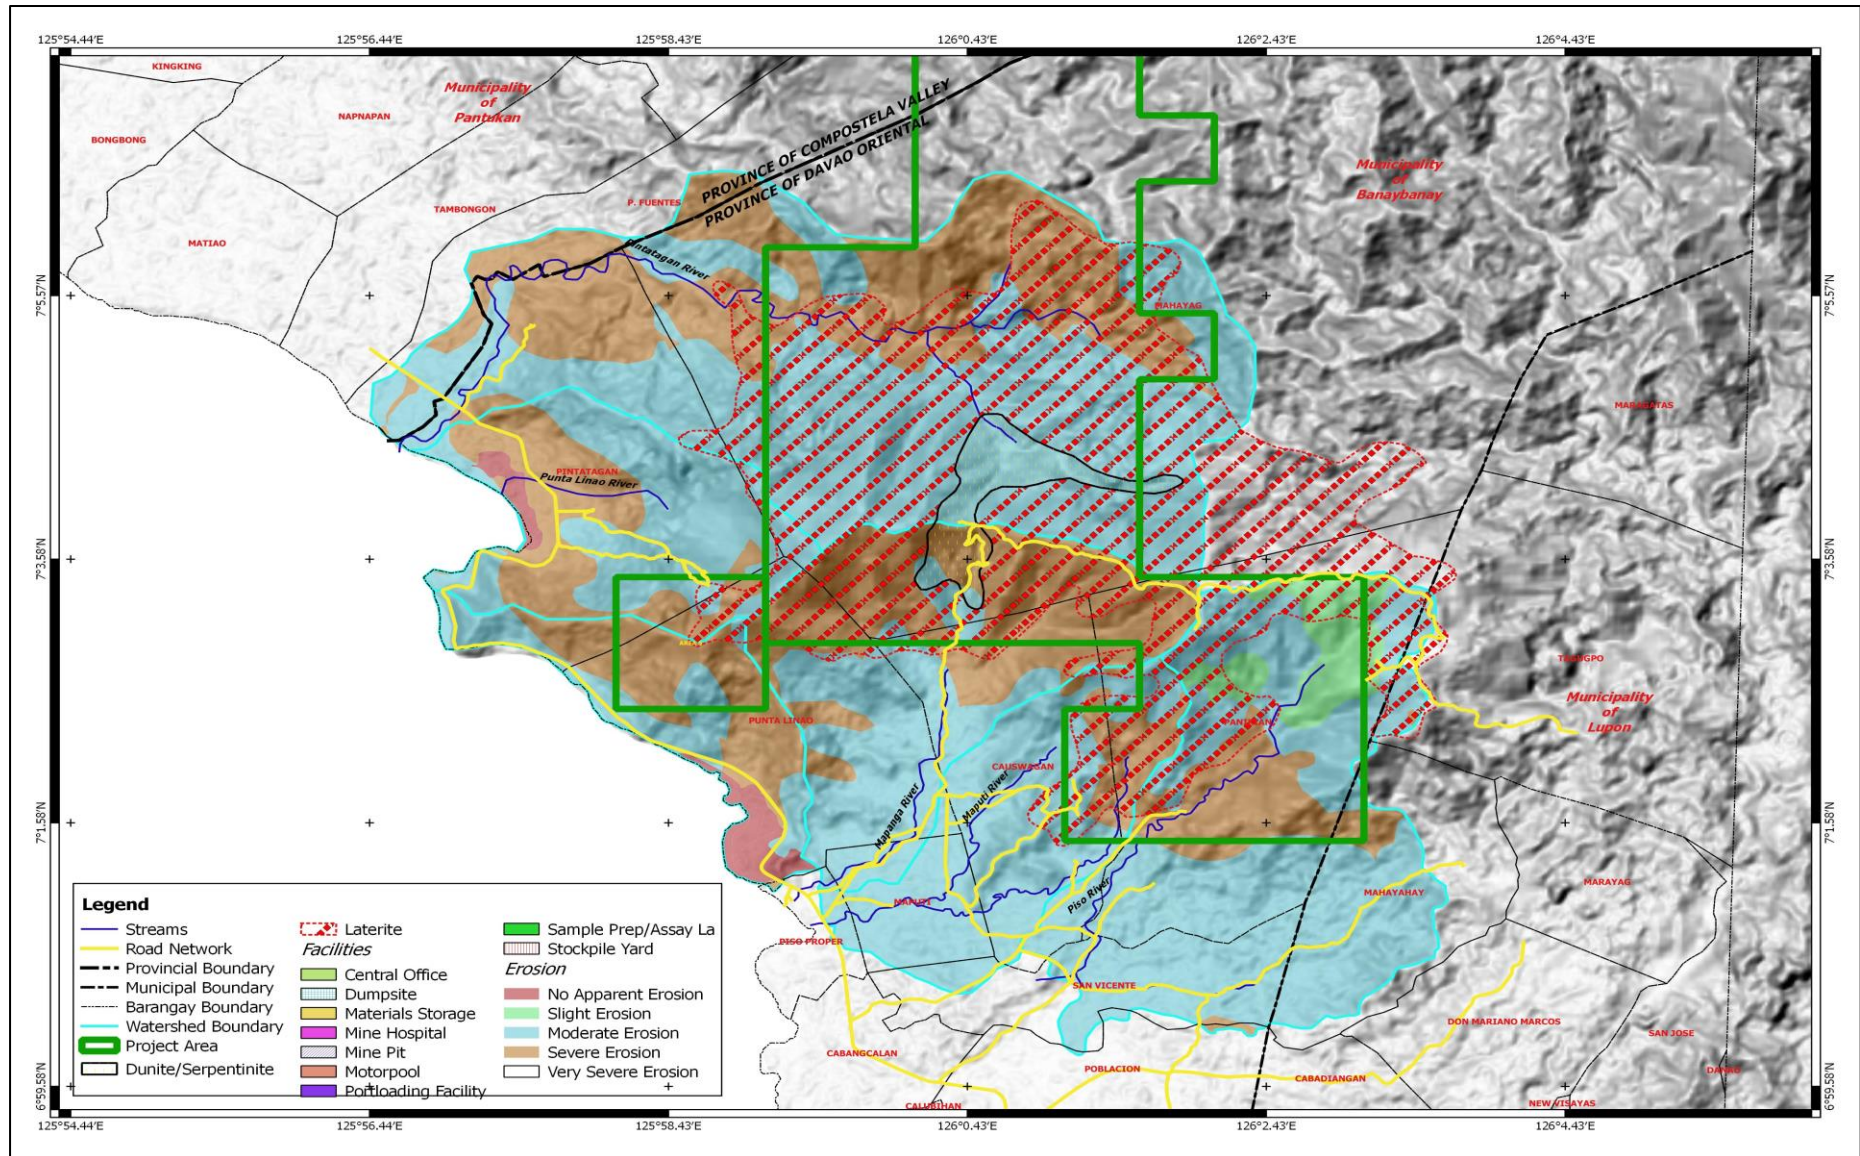 125°54.44'E
125°56.44'E
125°58.43'E
126°0.43'E
126°2.43'E
126°4.43'E
KINGKING
Municipality
of
Pantukan
NAPNAPAN
BONGBONG
PROVINCE OF COMPOSTELA VALLEY
PROVINCE OF DAVAO ORIENTAL
Municipality
of
Banaybanay
P. FUENTES
TAMBONGON
MATIAO
Pintatagan River
7°5.57'N
7°5.57'N
MAHAYAG
MARAGATAS
PINTATAGAN
Punta Linao River
7°3.58'N
7°3.58'N
TAGUGPO
Municipality
of
Lupon
PUNTA LINAO
CAUSWAGAN
Mapanga River
Maputi River
7°1.58'N
7°1.58'N
Piso River
MAPUTI
MAHAYAHAY
MARAYAG
PISO PROPER
SAN VICENTE
DON MARIANO MARCOS
SAN JOSE
CABANGCALAN
POBLACION
CABADIANGAN
NEW VISAYAS
CALUBIHAN
Legend
Streams
Road Network
Provincial Boundary
Municipal Boundary
Barangay Boundary
Watershed Boundary
Project Area
Dunite/Serpentinite
Laterite
Facilities
Central Office
Dumpsite
Materials Storage
Mine Hospital
Mine Pit
Motorpool
Portloading Facility
Sample Prep/Assay La
Stockpile Yard
Erosion
No Apparent Erosion
Slight Erosion
Moderate Erosion
Severe Erosion
Very Severe Erosion
6°59.58'N
6°59.58'N
125°54.44'E
125°56.44'E
125°58.43'E
126°0.43'E
126°2.43'E
126°4.43'E